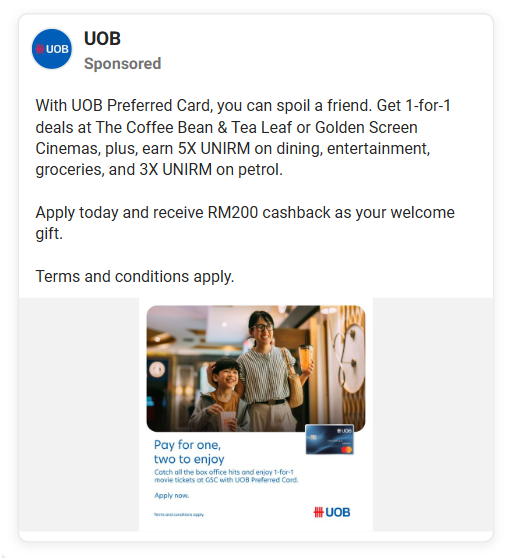 UOB
UOB
Sponsored
With UOB Preferred Card, you can spoil a friend. Get 1-for-1
deals at The Coffee Bean & Tea Leaf or Golden Screen
Cinemas, plus, earn 5X UNIRM on dining, entertainment,
groceries, and 3X UNIRM on petrol.
Apply today and receive RM200 cashback as your welcome
gift.
Terms and conditions apply.
UOB
Pay for one,
two to enjoy
Catch all the box office hits and enjoy 1-for-1
movie tickets at GSC with UOB Preferred Card.
Apply now.
Terms and conditions apply.
UOB